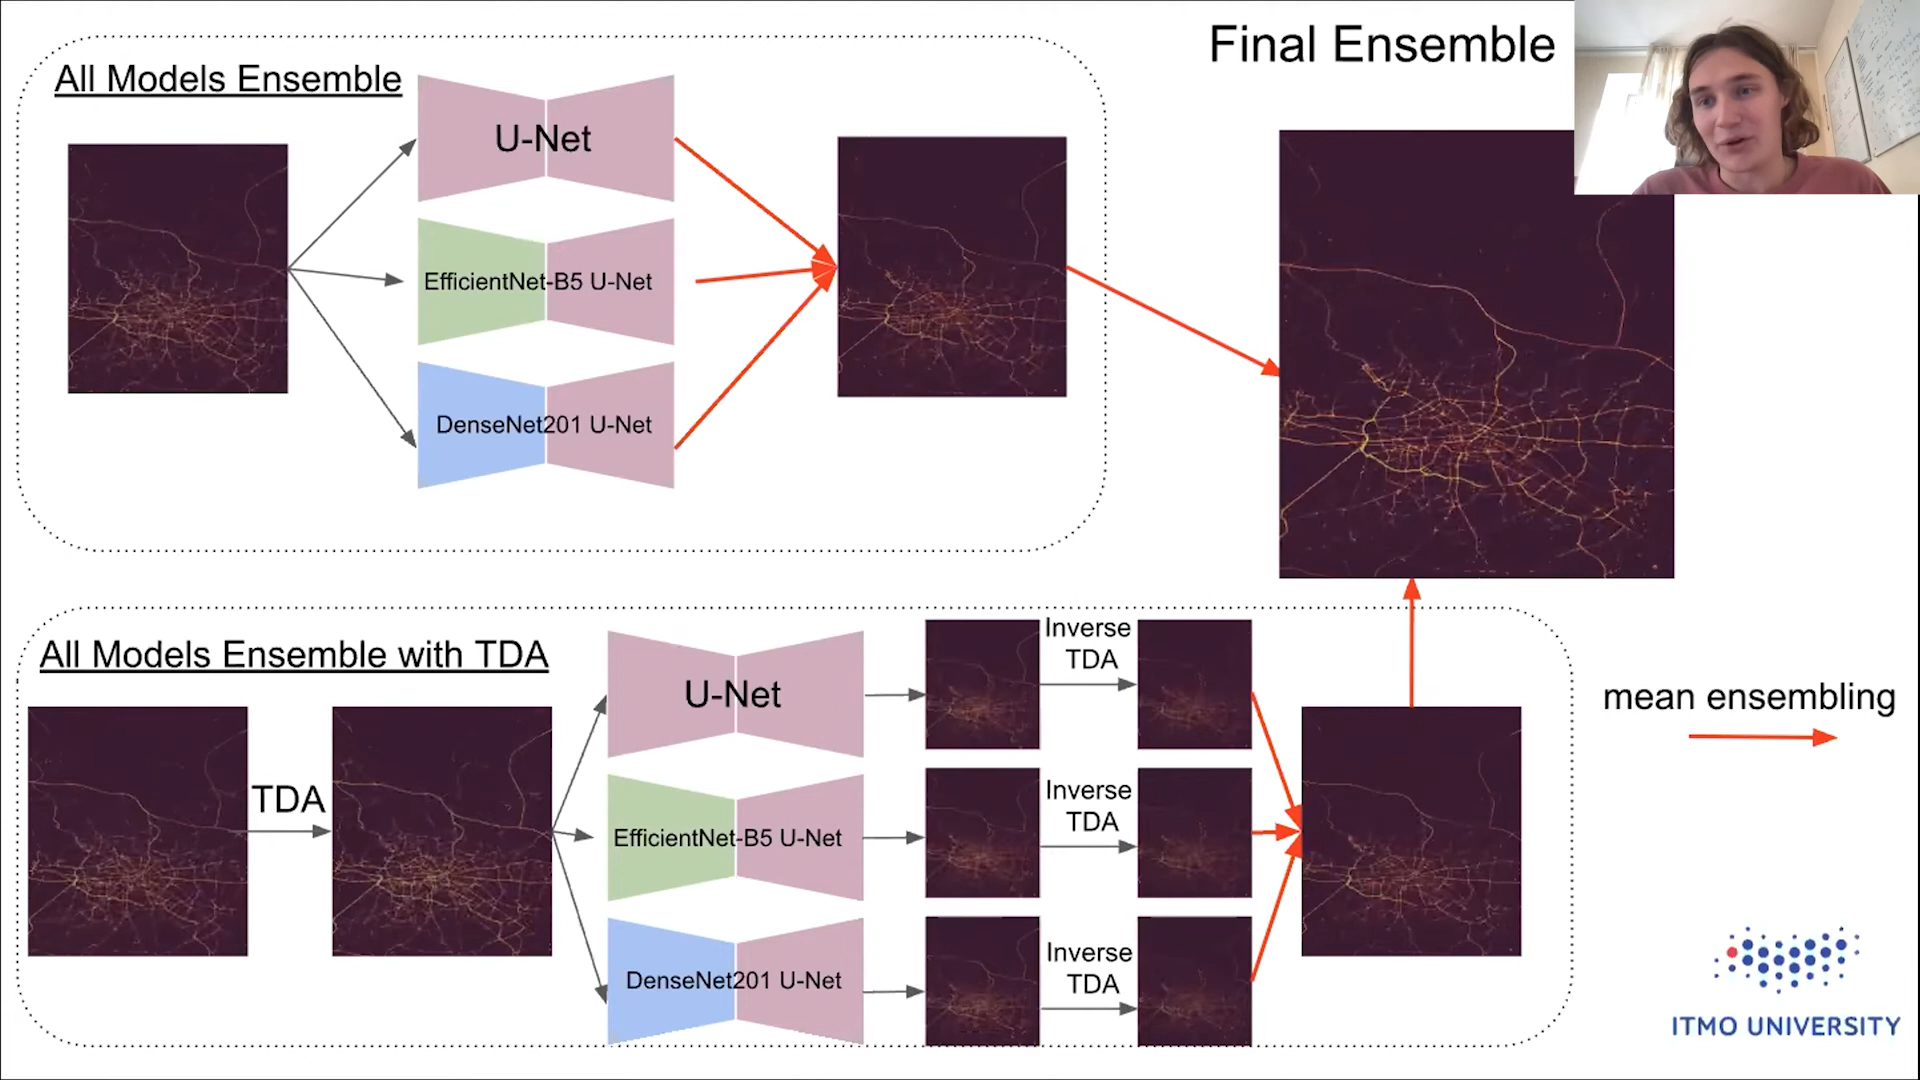 Final Ensemble
All Models Ensemble
U-Net
EfficientNet-B5 U-Net
DenseNet201 U-Net
All Models Ensemble with TDA
TDA
U-Net
EfficientNet-B5 U-Net
DenseNet201 U-Net
Inverse
TDA
Inverse
TDA
Inverse
TDA
mean ensembling
ITMO UNIVERSITY